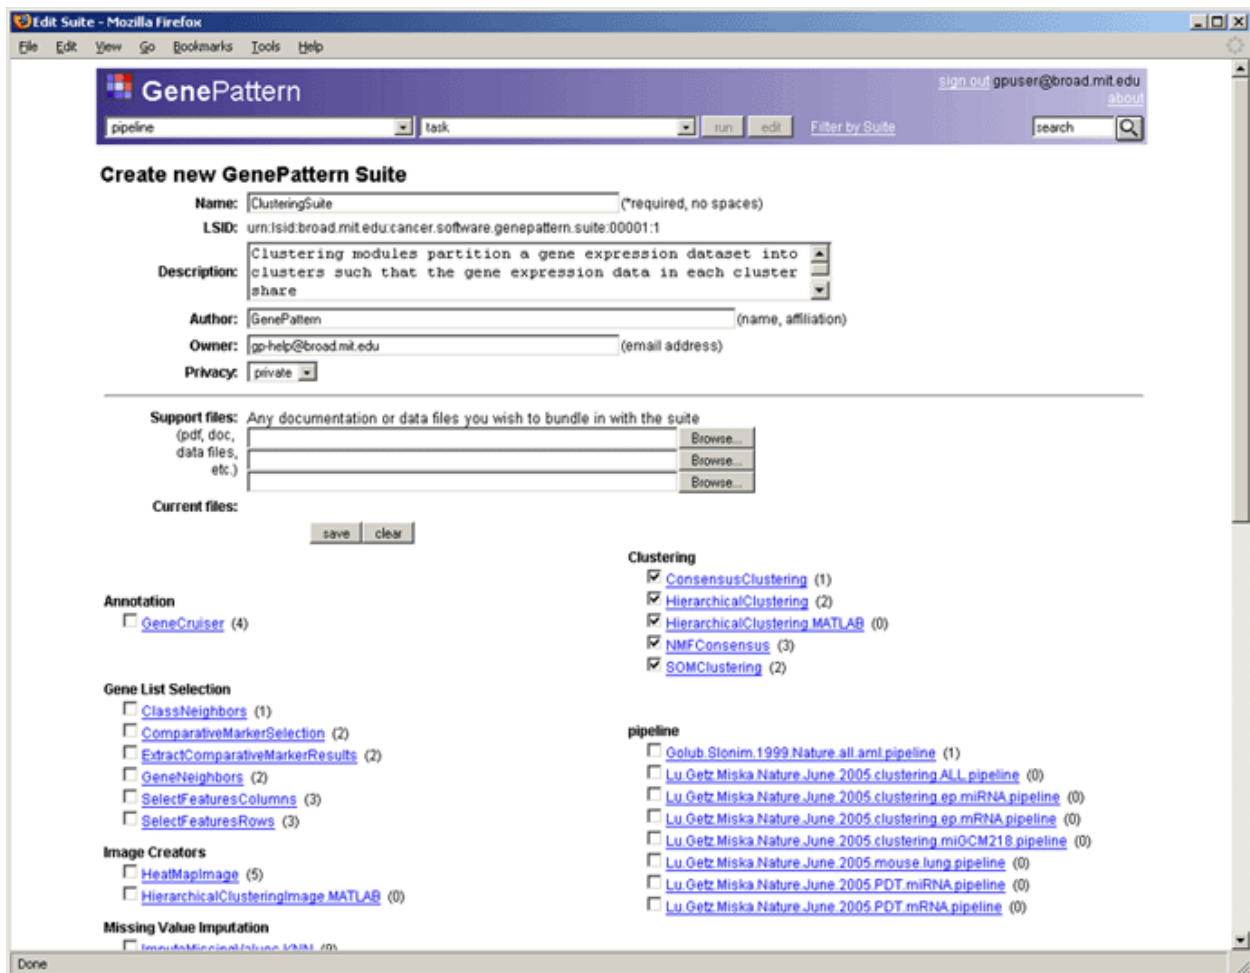 Edit Suite - Mozilla Firefox
File Edit View Go Bookmarks Tools Help
GenePattern
sign out gpuser@broad.mit.edu
about
pipeline task run edit Filter by Suite search
Create new GenePattern Suite
Name: ClusteringSuite (*required, no spaces)
LSID: urn:lsid:broad.mit.edu:cancer.software.genepattern.suite:00001:1
Description: Clustering modules partition a gene expression dataset into
clusters such that the gene expression data in each cluster
share
Author: GenePattern (name, affiliation)
Owner: gp-help@broad.mit.edu (email address)
Privacy: private
Support files: Any documentation or data files you wish to bundle in with the suite
(pdf, doc, Browse...
data files, Browse...
etc.) Browse...
Current files:
save clear
Annotation
GeneCruiser (4)
Gene List Selection
ClassNeighbors (1)
ComparativeMarkerSelection (2)
ExtractComparativeMarkerResults (2)
GeneNeighbors (2)
SelectFeaturesColumns (3)
SelectFeaturesRows (3)
Image Creators
HeatMapImage (5)
HierarchicalClusteringImage.MATLAB (0)
Missing Value Imputation
ImputeMissingValues.KNN
Clustering
ConsensusClustering (1)
HierarchicalClustering (2)
HierarchicalClustering.MATLAB (0)
NMFConsensus (3)
SOMClustering (2)
pipeline
Golub.Slonim.1999.Nature.all.aml.pipeline (1)
Lu.Getz.Miska.Nature.June.2005.clustering.ALL.pipeline (0)
Lu.Getz.Miska.Nature.June.2005.clustering.ep.miRNA.pipeline (0)
Lu.Getz.Miska.Nature.June.2005.clustering.ep.mRNA.pipeline (0)
Lu.Getz.Miska.Nature.June.2005.clustering.miGCM218.pipeline (0)
Lu.Getz.Miska.Nature.June.2005.mouse.lung.pipeline (0)
Lu.Getz.Miska.Nature.June.2005.PDT.miRNA.pipeline (0)
Lu.Getz.Miska.Nature.June.2005.PDT.mRNA.pipeline (0)
Done